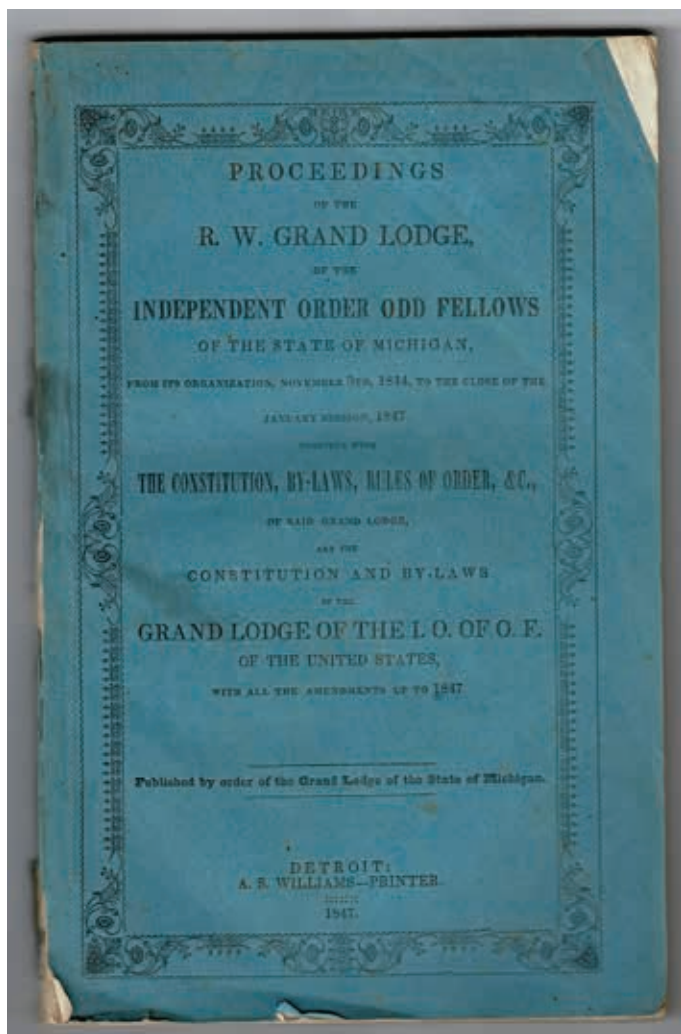 PROCEEDINGS
OF THE
R. W. GRAND LODGE,
OF THE
INDEPENDENT ORDER ODD FELLOWS
OF THE STATE OF MICHIGAN,
FROM ITS ORGANIZATION, NOVEMBER 5TH, 1844, TO THE CLOSE OF THE
JANUARY SESSION, 1847
TOGETHER WITH
THE CONSTITUTION, BY-LAWS, RULES OF ORDER, &C.,
OF SAID GRAND LODGE,
AND THE
CONSTITUTION AND BY-LAWS
OF THE
GRAND LODGE OF THE I. O. OF O. F.
OF THE UNITED STATES,
WITH ALL THE AMENDMENTS UP TO 1847
Published by order of the Grand Lodge of the State of Michigan.
DETROIT:
A. S. WILLIAMS—PRINTER.
1847.